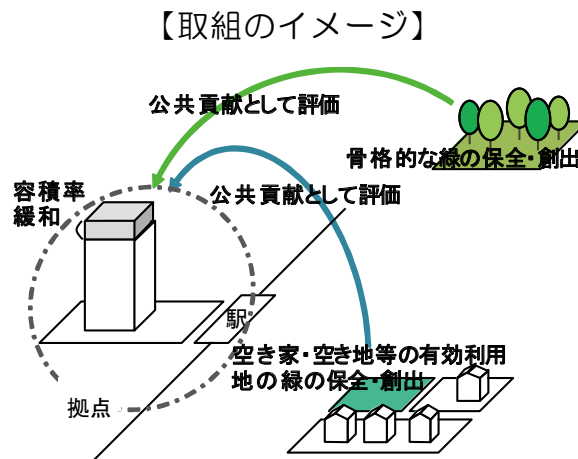 【取組のイメージ】
公共貢献として評価
骨格的な緑の保全・創出
容積率
緩和
公共貢献として評価
駅
空き家・空き地等の有効利用
地の緑の保全・創出
拠点